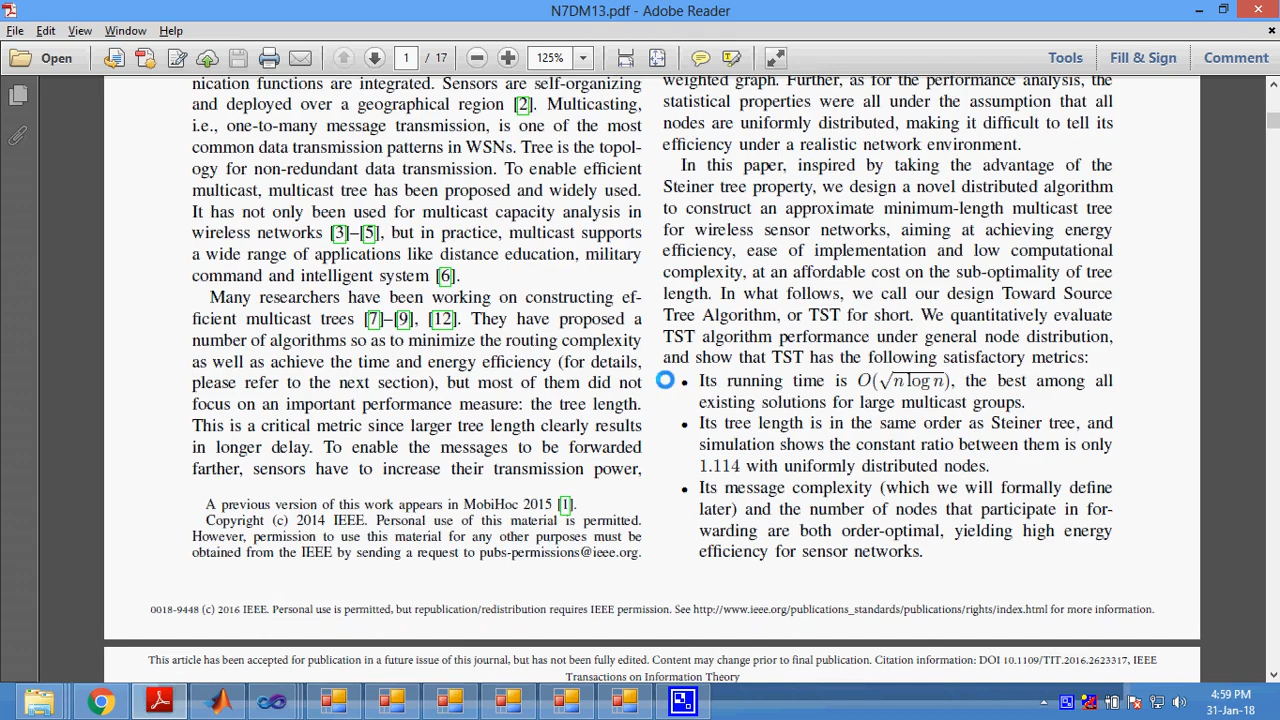 N7DM13.pdf - Adobe Reader
File Edit View Window Help
Open 1 / 17 125% Tools Fill & Sign Comment
nication functions are integrated. Sensors are self-organizing
and deployed over a geographical region [2]. Multicasting,
i.e., one-to-many message transmission, is one of the most
common data transmission patterns in WSNs. Tree is the topol-
ogy for non-redundant data transmission. To enable efficient
multicast, multicast tree has been proposed and widely used.
It has not only been used for multicast capacity analysis in
wireless networks [3]–[5], but in practice, multicast supports
a wide range of applications like distance education, military
command and intelligent system [6].
Many researchers have been working on constructing ef-
ficient multicast trees [7]–[9], [12]. They have proposed a
number of algorithms so as to minimize the routing complexity
as well as achieve the time and energy efficiency (for details,
please refer to the next section), but most of them did not
focus on an important performance measure: the tree length.
This is a critical metric since larger tree length clearly results
in longer delay. To enable the messages to be forwarded
farther, sensors have to increase their transmission power,
A previous version of this work appears in MobiHoc 2015 [1].
Copyright (c) 2014 IEEE. Personal use of this material is permitted.
However, permission to use this material for any other purposes must be
obtained from the IEEE by sending a request to pubs-permissions@ieee.org.
weighted graph. Further, as for the performance analysis, the
statistical properties were all under the assumption that all
nodes are uniformly distributed, making it difficult to tell its
efficiency under a realistic network environment.
In this paper, inspired by taking the advantage of the
Steiner tree property, we design a novel distributed algorithm
to construct an approximate minimum-length multicast tree
for wireless sensor networks, aiming at achieving energy
efficiency, ease of implementation and low computational
complexity, at an affordable cost on the sub-optimality of tree
length. In what follows, we call our design Toward Source
Tree Algorithm, or TST for short. We quantitatively evaluate
TST algorithm performance under general node distribution,
and show that TST has the following satisfactory metrics:
• Its running time is O(√n log n), the best among all
existing solutions for large multicast groups.
• Its tree length is in the same order as Steiner tree, and
simulation shows the constant ratio between them is only
1.114 with uniformly distributed nodes.
• Its message complexity (which we will formally define
later) and the number of nodes that participate in for-
warding are both order-optimal, yielding high energy
efficiency for sensor networks.
0018-9448 (c) 2016 IEEE. Personal use is permitted, but republication/redistribution requires IEEE permission. See http://www.ieee.org/publications_standards/publications/rights/index.html for more information.
This article has been accepted for publication in a future issue of this journal, but has not been fully edited. Content may change prior to final publication. Citation information: DOI 10.1109/TIT.2016.2623317, IEEE
Transactions on Information Theory
4:59 PM
31-Jan-18